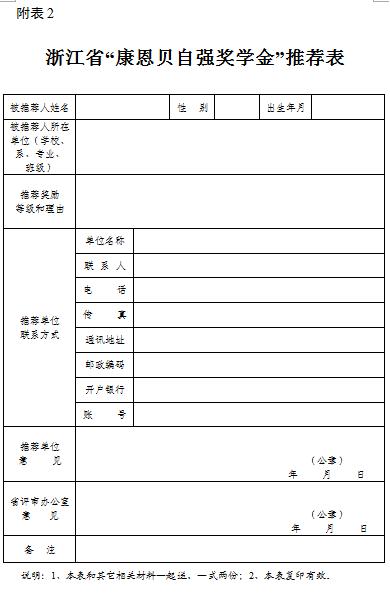 附表2
浙江省“康恩贝自强奖学金”推荐表
被推荐人姓名 性 别 出生年月
被推荐人所在
单位（学校、
系、专业、
班级）
推荐奖励
等级和理由
推荐单位
联系方式
单位名称
联 系 人
电 话
传 真
通讯地址
邮政编码
开户银行
账 号
推荐单位
意 见
（公章）
年 月 日
省评审办公室
意 见
（公章）
年 月 日
备 注
说明：1、本表和其它相关材料一起送，一式两份；2、本表复印有效。